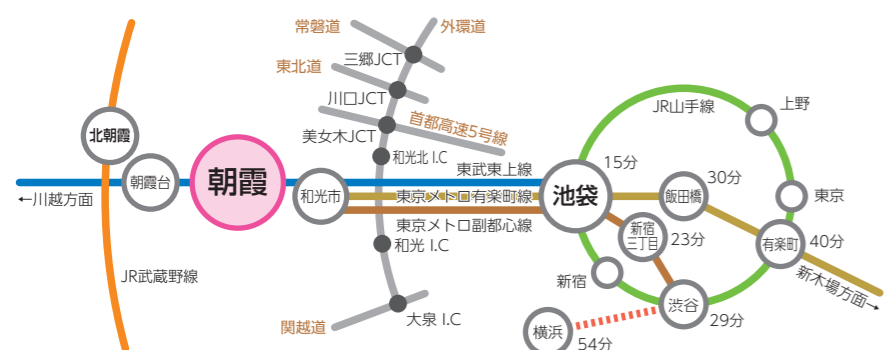 常磐道
外環道
三郷JCT
東北道
川口JCT
首都高速5号線
美女木JCT
和光北 I.C
JR山手線
上野
北朝霞
朝霞台
朝霞
和光市
東武東上線
池袋
15分
30分
飯田橋
東京
←川越方面
東京メトロ有楽町線
東京メトロ副都心線
新宿
三丁目
23分
有楽町
40分
和光 I.C
新宿
新木場方面→
JR武蔵野線
関越道
大泉 I.C
渋谷
29分
横浜
54分